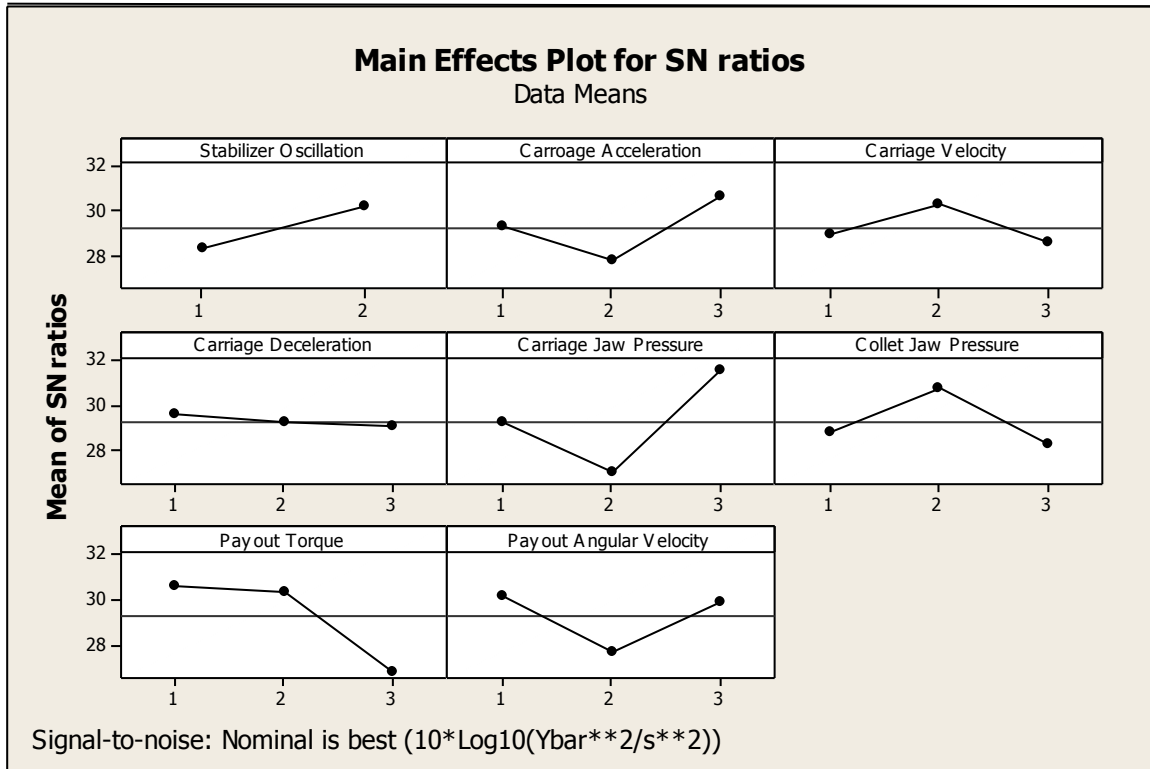 Main Effects Plot for SN ratios
Data Means
Mean of SN ratios
Stabilizer Oscillation
Carroage Acceleration
Carriage Velocity
32
30
28
1 2
1 2 3
1 2 3
Carriage Deceleration
Carriage Jaw Pressure
Collet Jaw Pressure
32
30
28
1 2 3
1 2 3
1 2 3
Payout Torque
Payout Angular Velocity
32
30
28
1 2 3
1 2 3
Signal-to-noise: Nominal is best (10*Log10(Ybar**2/s**2))